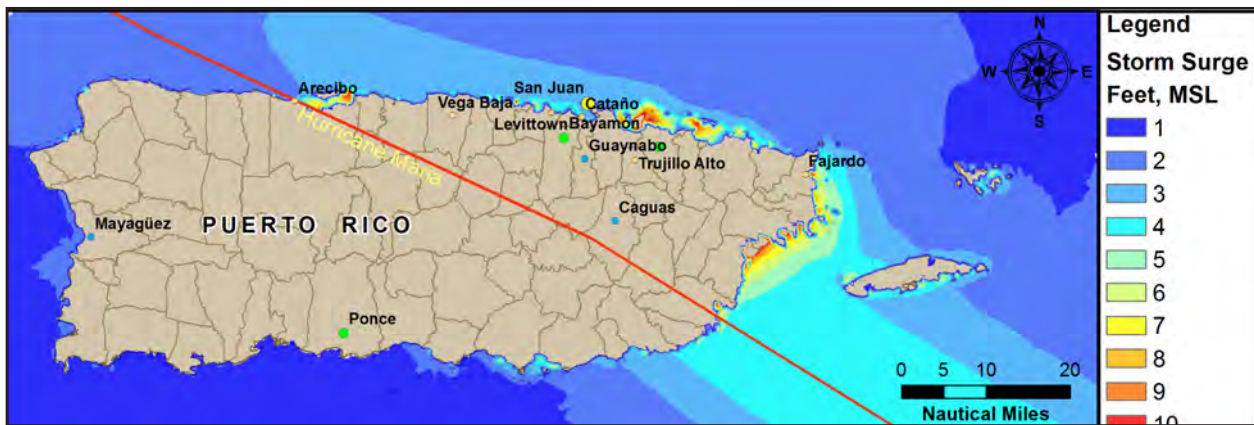 N
W E
S
Arecibo
San Juan
Vega Baja
Cataño
Levittown
Bayamon
Guaynabo
Trujillo Alto
Fajardo
Hurricane Maria
Caguas
Mayagüez
PUERTO RICO
Ponce
0 5 10 20
Nautical Miles
Legend
Storm Surge
Feet, MSL
1
2
3
4
5
6
7
8
9
10